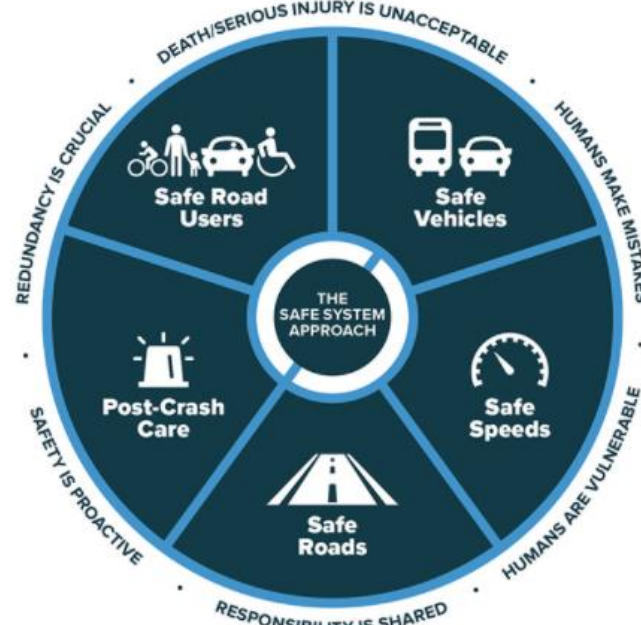 DEATH/SERIOUS INJURY IS UNACCEPTABLE
HUMANS MAKE MISTAKES
HUMANS ARE VULNERABLE
RESPONSIBILITY IS SHARED
SAFETY IS PROACTIVE
REDUNDANCY IS CRUCIAL
Safe Road
Users
Safe
Vehicles
THE
SAFE SYSTEM
APPROACH
Post-Crash
Care
Safe
Speeds
Safe
Roads